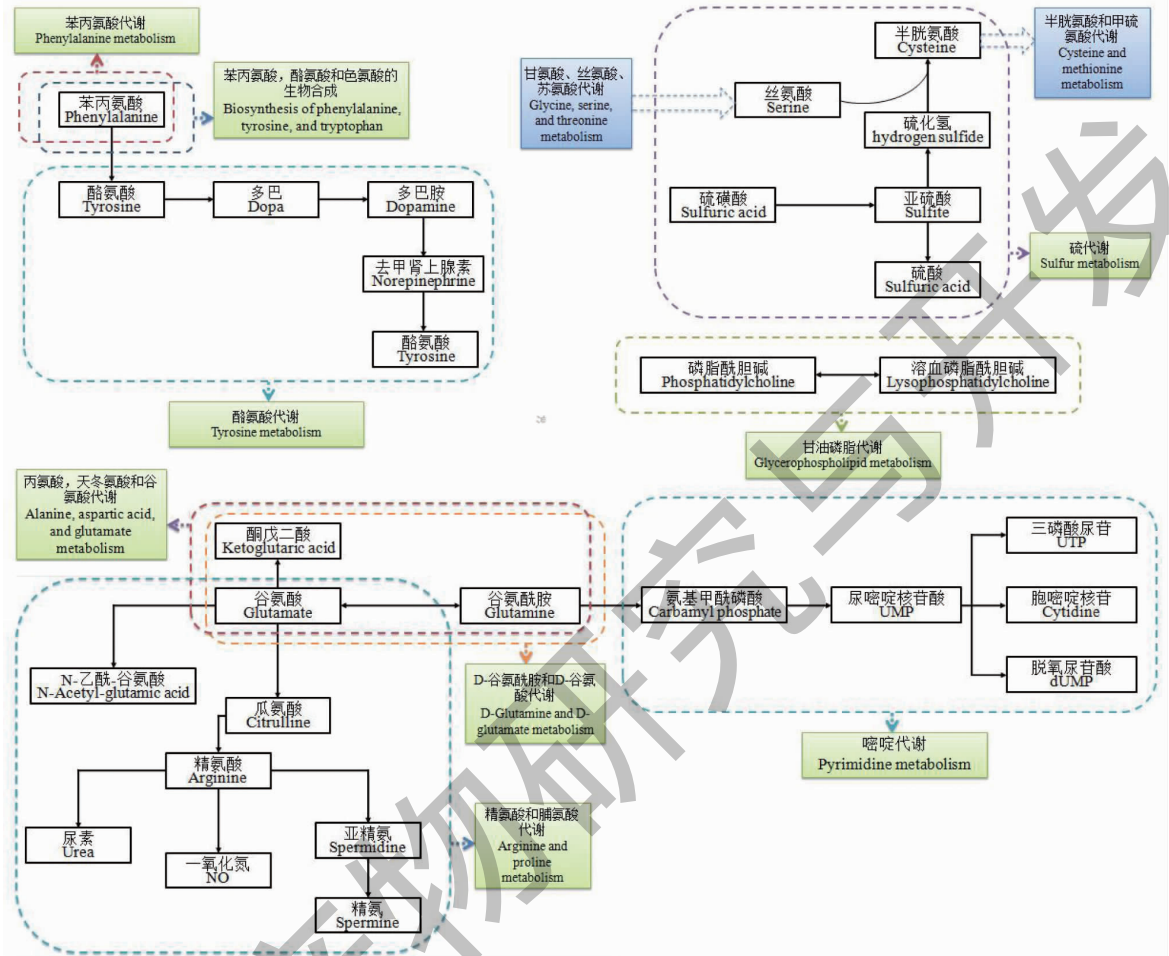 苯丙氨酸代谢
Phenylalanine metabolism
苯丙氨酸
Phenylalanine
苯丙氨酸，酪氨酸和色氨酸的
生物合成
Biosynthesis of phenylalanine,
tyrosine, and tryptophan
酪氨酸
Tyrosine
多巴
Dopa
多巴胺
Dopamine
去甲肾上腺素
Norepinephrine
酪氨酸
Tyrosine
酪氨酸代谢
Tyrosine metabolism
甘氨酸、丝氨酸、
苏氨酸代谢
Glycine, serine,
and threonine
metabolism
丝氨酸
Serine
半胱氨酸
Cysteine
半胱氨酸和甲硫
氨酸代谢
Cysteine and
methionine
metabolism
硫化氢
hydrogen sulfide
硫磺酸
Sulfuric acid
亚硫酸
Sulfite
硫酸
Sulfuric acid
硫代谢
Sulfur metabolism
磷脂酰胆碱
Phosphatidylcholine
溶血磷脂酰胆碱
Lysophosphatidylcholine
甘油磷脂代谢
Glycerophospholipid metabolism
丙氨酸，天冬氨酸和谷
氨酸代谢
Alanine, aspartic acid,
and glutamate
metabolism
酮戊二酸
Ketoglutaric acid
谷氨酸
Glutamate
谷氨酰胺
Glutamine
氨基甲酰磷酸
Carbamyl phosphate
尿嘧啶核苷酸
UMP
三磷酸尿苷
UTP
胞嘧啶核苷
Cytidine
脱氧尿苷酸
dUMP
嘧啶代谢
Pyrimidine metabolism
D-谷氨酰胺和D-谷氨
酸代谢
D-Glutamine and D-
glutamate metabolism
N-乙酰-谷氨酸
N-Acetyl-glutamic acid
瓜氨酸
Citrulline
精氨酸
Arginine
尿素
Urea
一氧化氮
NO
亚精氨
Spermidine
精氨
Spermine
精氨酸和脯氨酸
代谢
Arginine and
proline
metabolism
物研究与开发